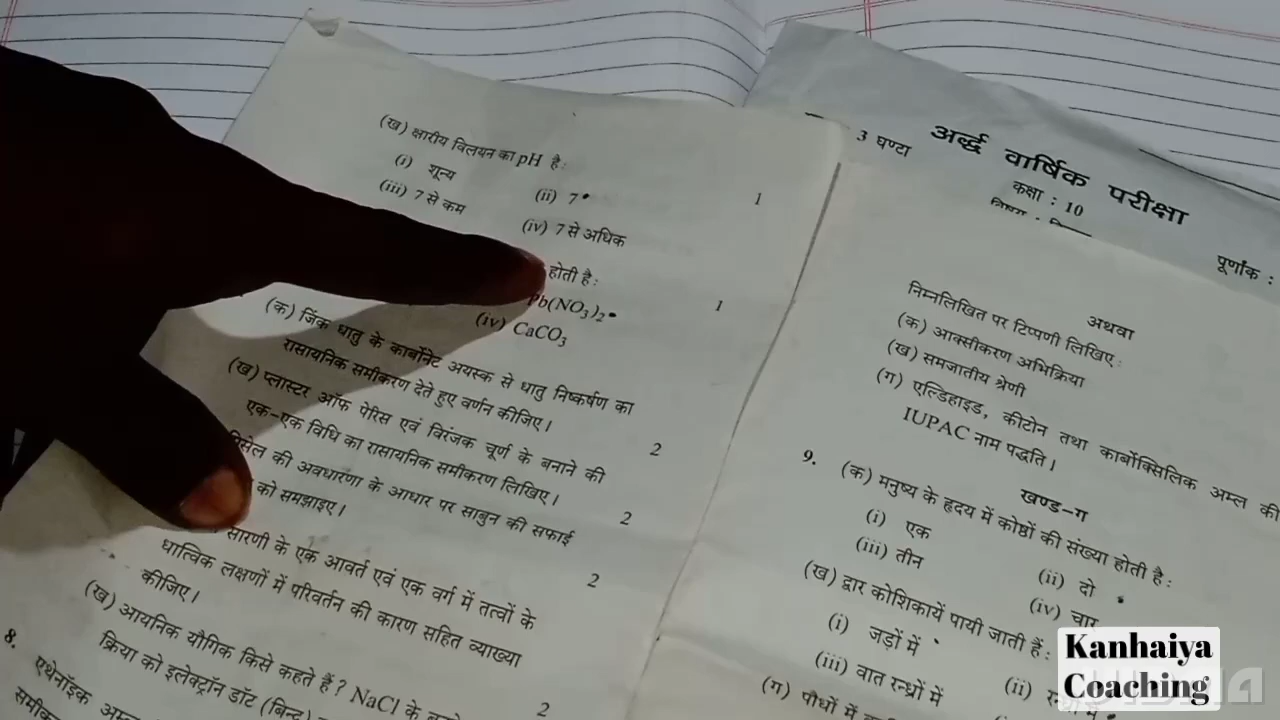 (ख) क्षारीय विलयन का pH है :
(i) शून्य
(ii) 7
1
(iii) 7 से कम
(iv) 7 से अधिक
होती है :
1
Pb(NO3)2
(iv) CaCO3
(क) जिंक धातु के कार्बोनेट अयस्क से धातु निष्कर्षण का
रासायनिक समीकरण देते हुए वर्णन कीजिए।
2
(ख) प्लास्टर ऑफ पेरिस एवं विरंजक चूर्ण के बनाने की
एक-एक विधि का रासायनिक समीकरण लिखिए।
2
की अवधारणा के आधार पर साबुन की सफाई
को समझाइए।
2
सारणी के एक आवर्त एवं एक वर्ग में तत्वों के
धात्विक लक्षणों में परिवर्तन की कारण सहित व्याख्या
कीजिए।
(ख) आयनिक यौगिक किसे कहते हैं? NaCl के
2
क्रिया को इलेक्ट्रॉन डॉट
8.
एथेनॉइक
3 घण्टा
अर्द्ध वार्षिक परीक्षा
कक्षा : 10
पूर्णांक :
अथवा
निम्नलिखित पर टिप्पणी लिखिए :
(क) आक्सीकरण अभिक्रिया
(ख) समजातीय श्रेणी
(ग) एल्डिहाइड, कीटोन तथा कार्बोक्सिलिक अम्ल की
IUPAC नाम पद्धति।
खण्ड-ग
9. (क) मनुष्य के हृदय में कोष्ठों की संख्या होती है :
(i) एक
(ii) दो
(iii) तीन
(iv) चार
(ख) द्वार कोशिकायें पायी जाती हैं :
(i) जड़ों में
(ii)
(iii) वात रन्ध्रों में
(ग) पौधों में
Kanhaiya
Coaching